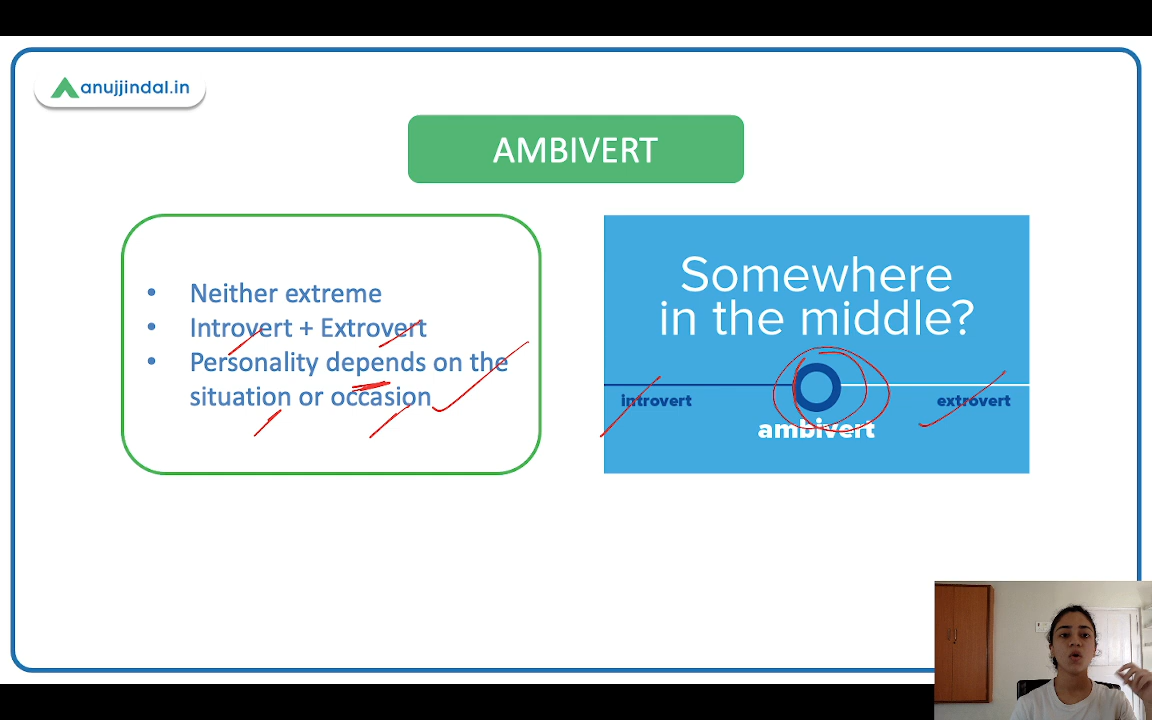 anujjindal.in
AMBIVERT
• Neither extreme
• Introvert + Extrovert
• Personality depends on the
situation or occasion
Somewhere
in the middle?
introvert
extrovert
ambivert